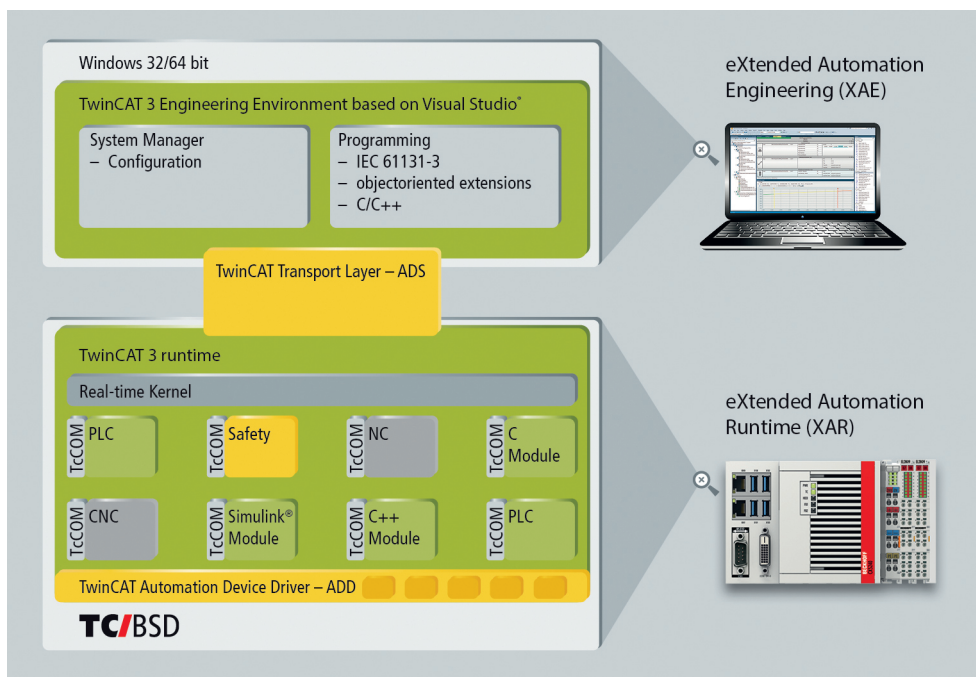 Windows 32/64 bit
TwinCAT 3 Engineering Environment based on Visual Studio®
System Manager
– Configuration
Programming
– IEC 61131-3
– objectoriented extensions
– C/C++
eXtended Automation
Engineering (XAE)
TwinCAT Transport Layer – ADS
TwinCAT 3 runtime
Real-time Kernel
TcCOM
PLC
TcCOM
Safety
TcCOM
NC
TcCOM
C
Module
TcCOM
CNC
TcCOM
Simulink®
Module
TcCOM
C++
Module
TcCOM
PLC
TwinCAT Automation Device Driver – ADD
TC/BSD
eXtended Automation
Runtime (XAR)
BECKHOFF